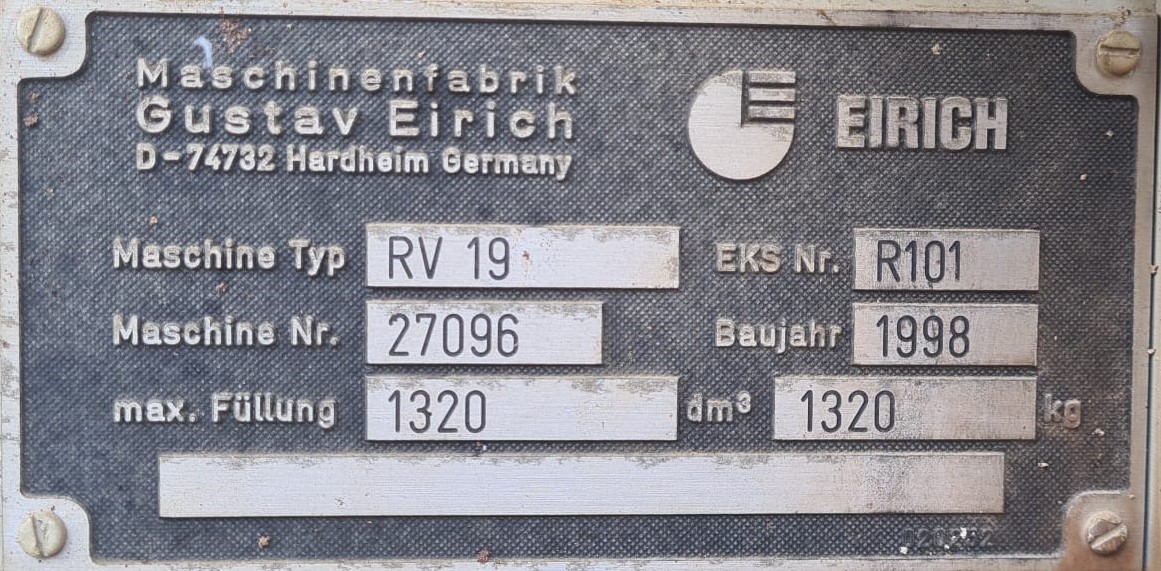 Maschinenfabrik
Gustav Eirich
D-74732 Hardheim Germany
EIRICH
Maschine Typ RV 19 EKS Nr. R101
Maschine Nr. 27096 Baujahr 1998
max. Füllung 1320 dm³ 1320 kg